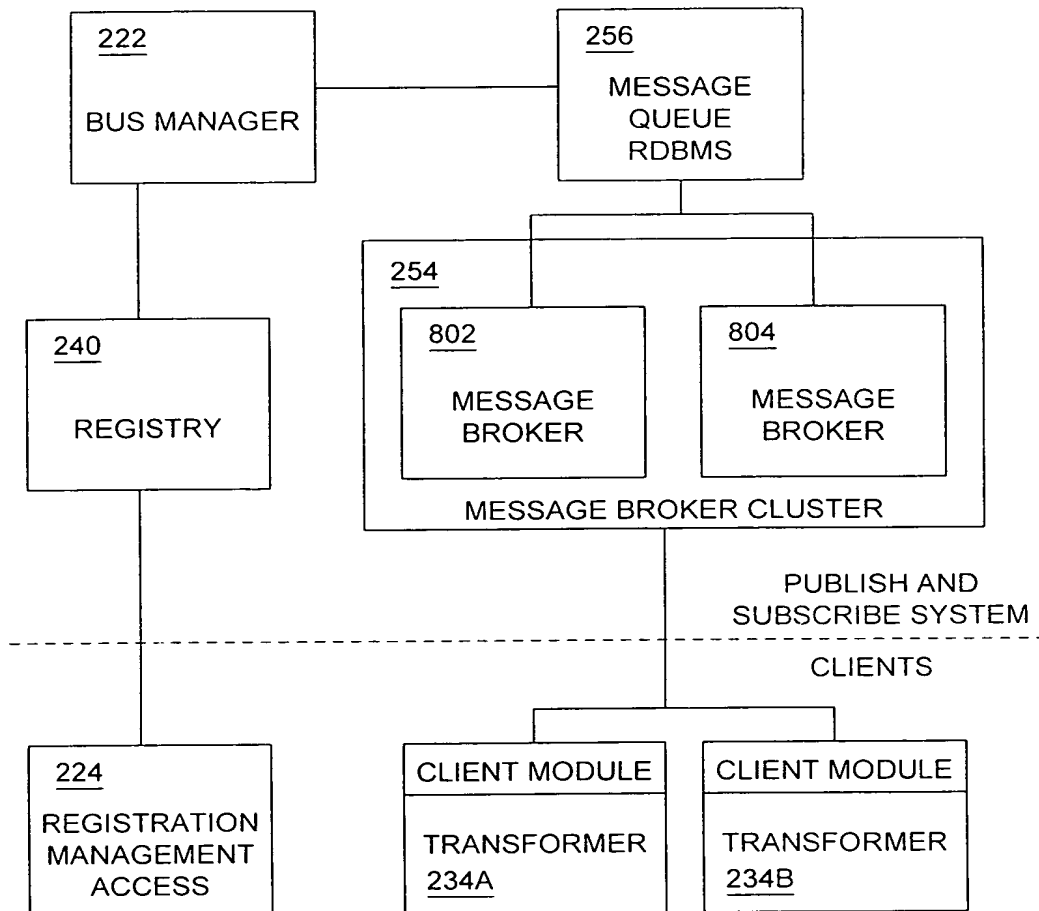 222
BUS MANAGER
256
MESSAGE
QUEUE
RDBMS
254
802
MESSAGE
BROKER
804
MESSAGE
BROKER
MESSAGE BROKER CLUSTER
240
REGISTRY
PUBLISH AND
SUBSCRIBE SYSTEM
CLIENTS
224
REGISTRATION
MANAGEMENT
ACCESS
CLIENT MODULE
TRANSFORMER
234A
CLIENT MODULE
TRANSFORMER
234B